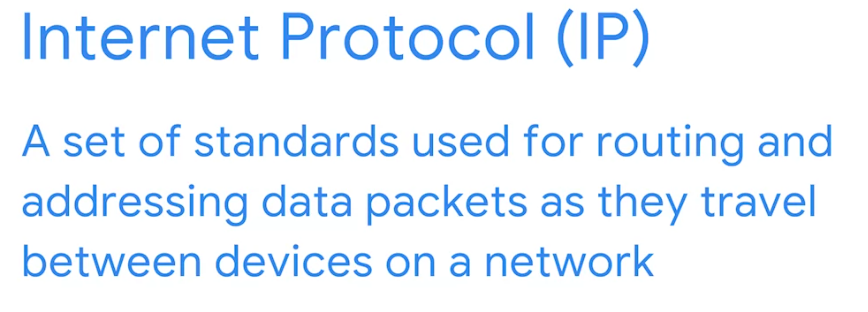 Internet Protocol (IP)
A set of standards used for routing and
addressing data packets as they travel
between devices on a network